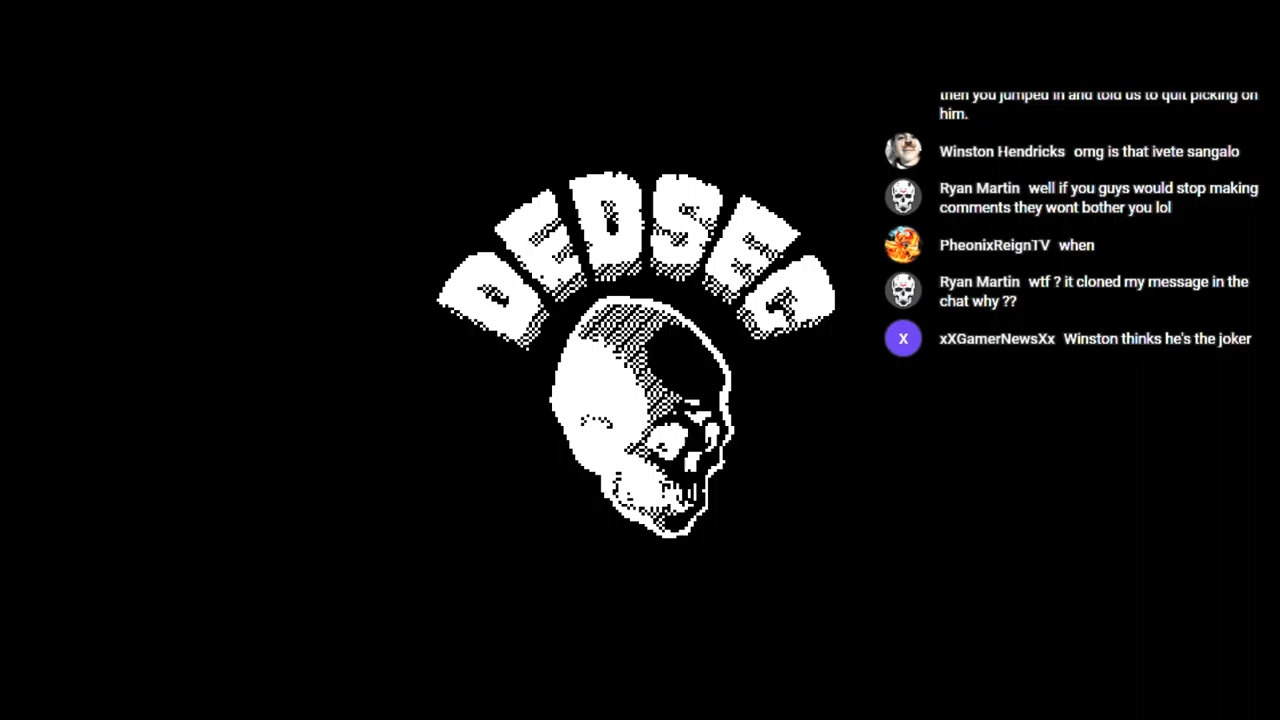 DEDSEC
then you jumped in and told us to quit picking on
him.
Winston Hendricks omg is that ivete sangalo
Ryan Martin well if you guys would stop making
comments they wont bother you lol
PheonixReignTV when
Ryan Martin wtf ? it cloned my message in the
chat why ??
X
xXGamerNewsXx Winston thinks he's the joker